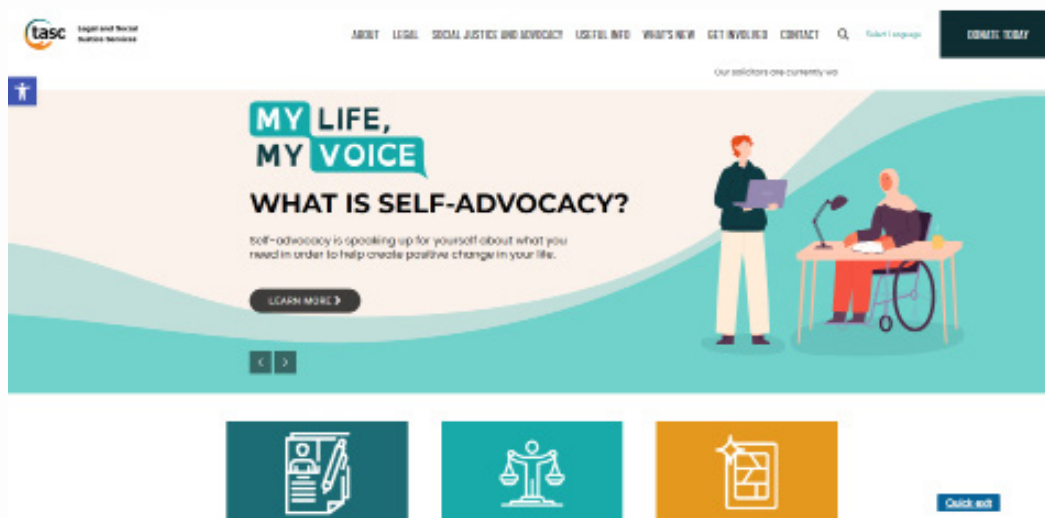 tasc Legal and Social
Justice Services
ABOUT LEGAL SOCIAL JUSTICE AND ADVOCACY USEFUL INFO WHAT'S NEW GET INVOLVED CONTACT Select Language DONATE TODAY
Our solicitors are currently wo
MY LIFE,
MY VOICE
WHAT IS SELF-ADVOCACY?
Self-advocacy is speaking up for yourself about what you
need in order to help create positive change in your life.
LEARN MORE
Quick exit